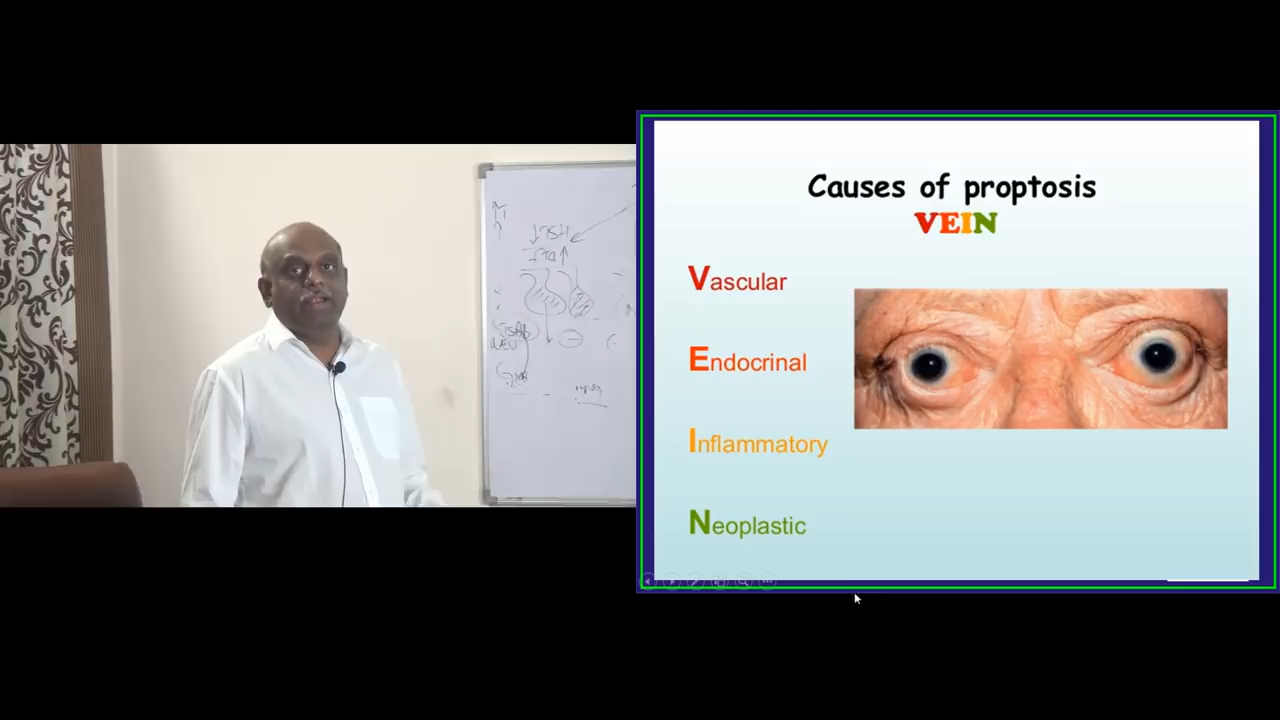 Causes of proptosis
VEIN
Vascular
Endocrinal
Inflammatory
Neoplastic